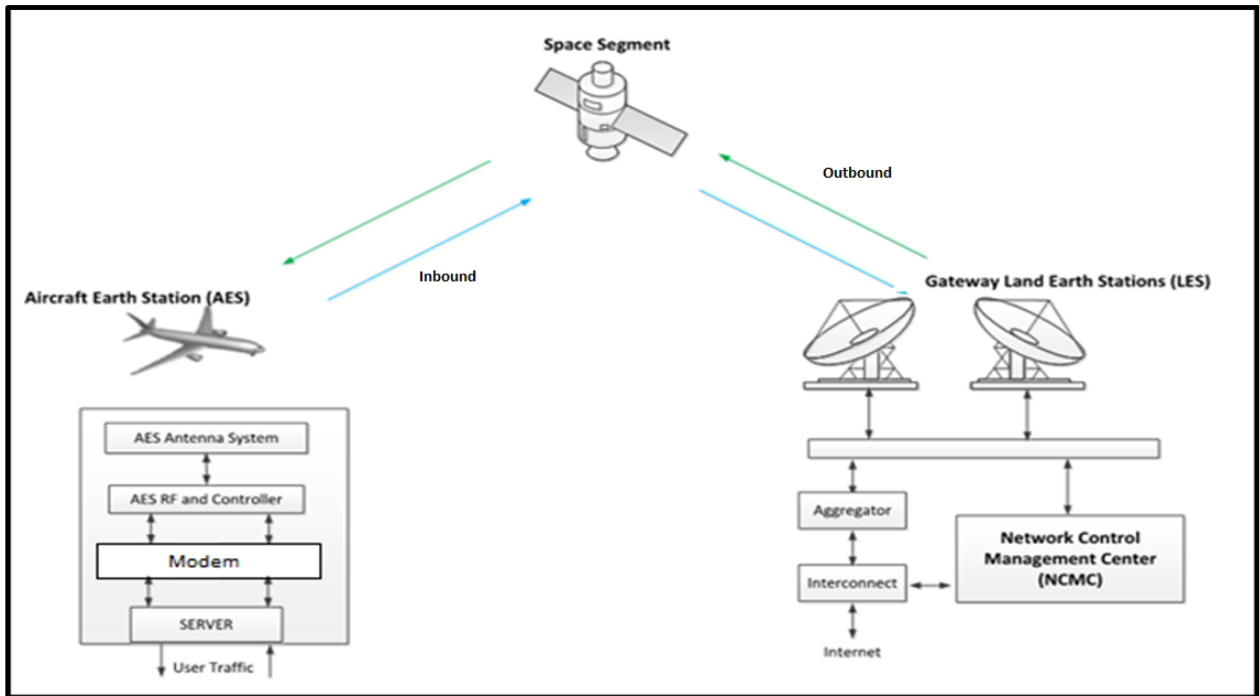 Space Segment
Outbound
Inbound
Aircraft Earth Station (AES)
Gateway Land Earth Stations (LES)
AES Antenna System
AES RF and Controller
Modem
SERVER
User Traffic
Aggregator
Interconnect
Internet
Network Control
Management Center
(NCMC)